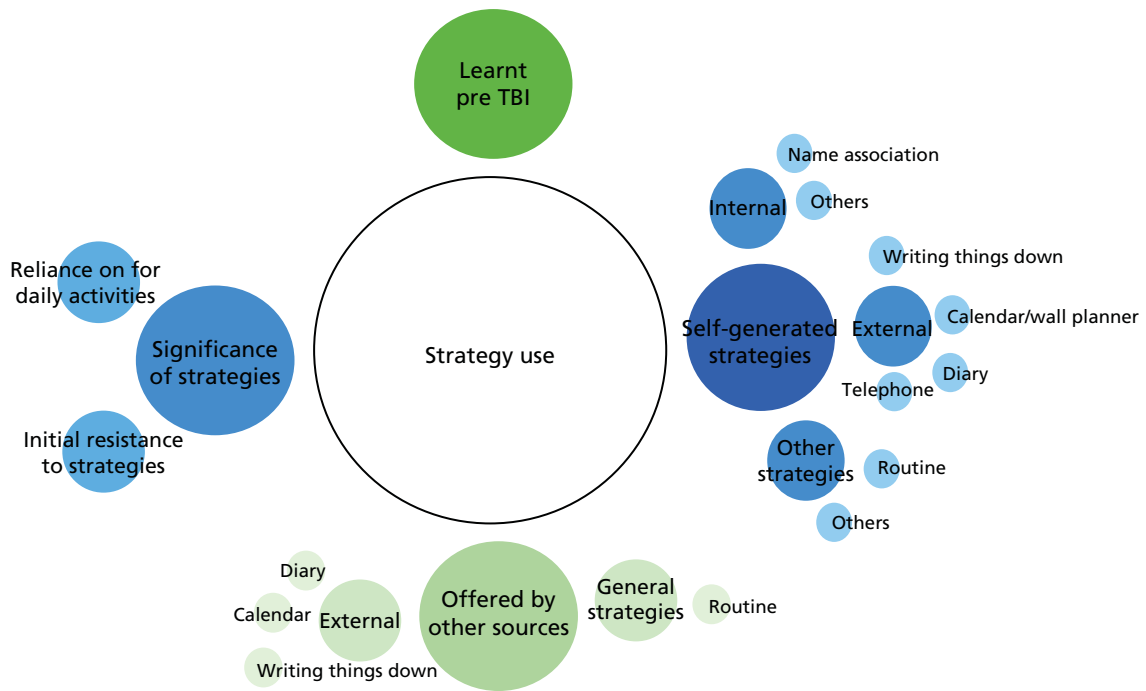 Learnt
pre TBI
Name association
Internal
Others
Writing things down
Reliance on for
daily activities
Significance
of strategies
Strategy use
Self-generated
strategies
External
Calendar/wall planner
Diary
Telephone
Initial resistance
to strategies
Other
strategies
Routine
Others
Diary
Calendar
External
Writing things down
Offered by
other sources
General
strategies
Routine